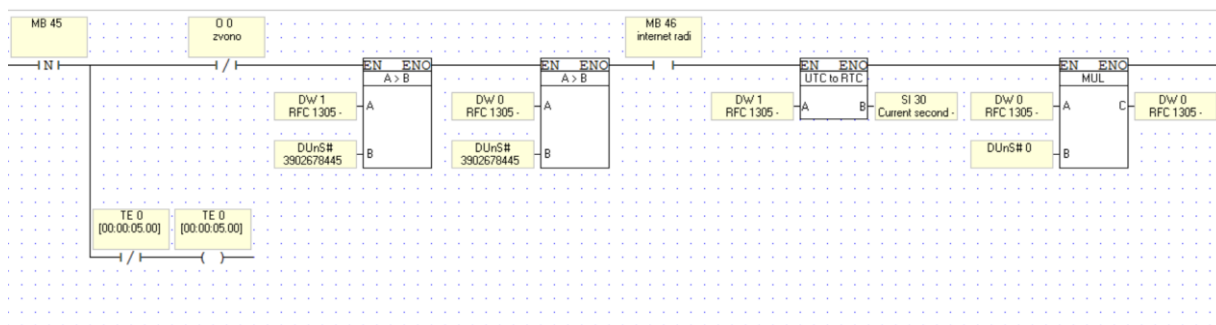 MB 45
O 0
zvono
MB 46
internet radi
N
EN ENO
A > B
EN ENO
A > B
EN ENO
UTC to RTC
EN ENO
MUL
DW 1
RFC 1305 -
A
DW 0
RFC 1305 -
A
DW 1
RFC 1305 -
A
B
SI 30
Current second -
DW 0
RFC 1305 -
A
C
DW 0
RFC 1305 -
DUnS#
3902678445
B
DUnS#
3902678445
B
DUnS# 0
B
TE 0
[00:00:05.00]
TE 0
[00:00:05.00]